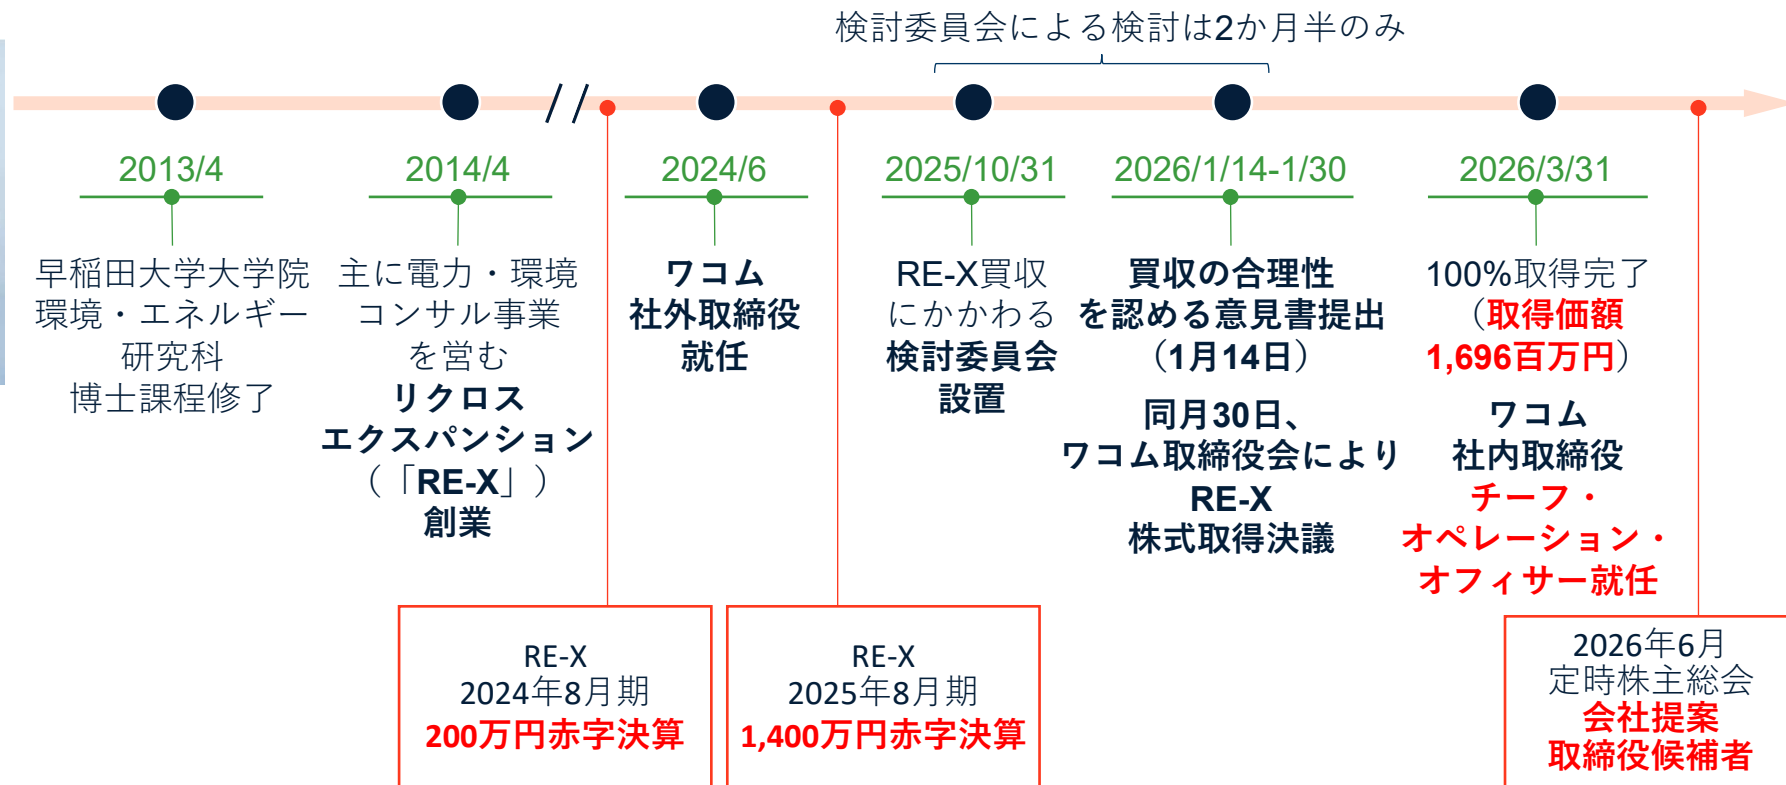 検討委員会による検討は2か月半のみ
2013/4
早稲田大学大学院
環境・エネルギー
研究科
博士課程修了
2014/4
主に電力・環境
コンサル事業
を営む
リクロス
エクスパンション
（「RE-X」）
創業
2024/6
ワコム
社外取締役
就任
2025/10/31
RE-X買収
にかかわる
検討委員会
設置
2026/1/14-1/30
買収の合理性
を認める意見書提出
（1月14日）
同月30日、
ワコム取締役会により
RE-X
株式取得決議
2026/3/31
100%取得完了
（取得価額
1,696百万円）
ワコム
社内取締役
チーフ・
オペレーション・
オフィサー就任
RE-X
2024年8月期
200万円赤字決算
RE-X
2025年8月期
1,400万円赤字決算
2026年6月
定時株主総会
会社提案
取締役候補者